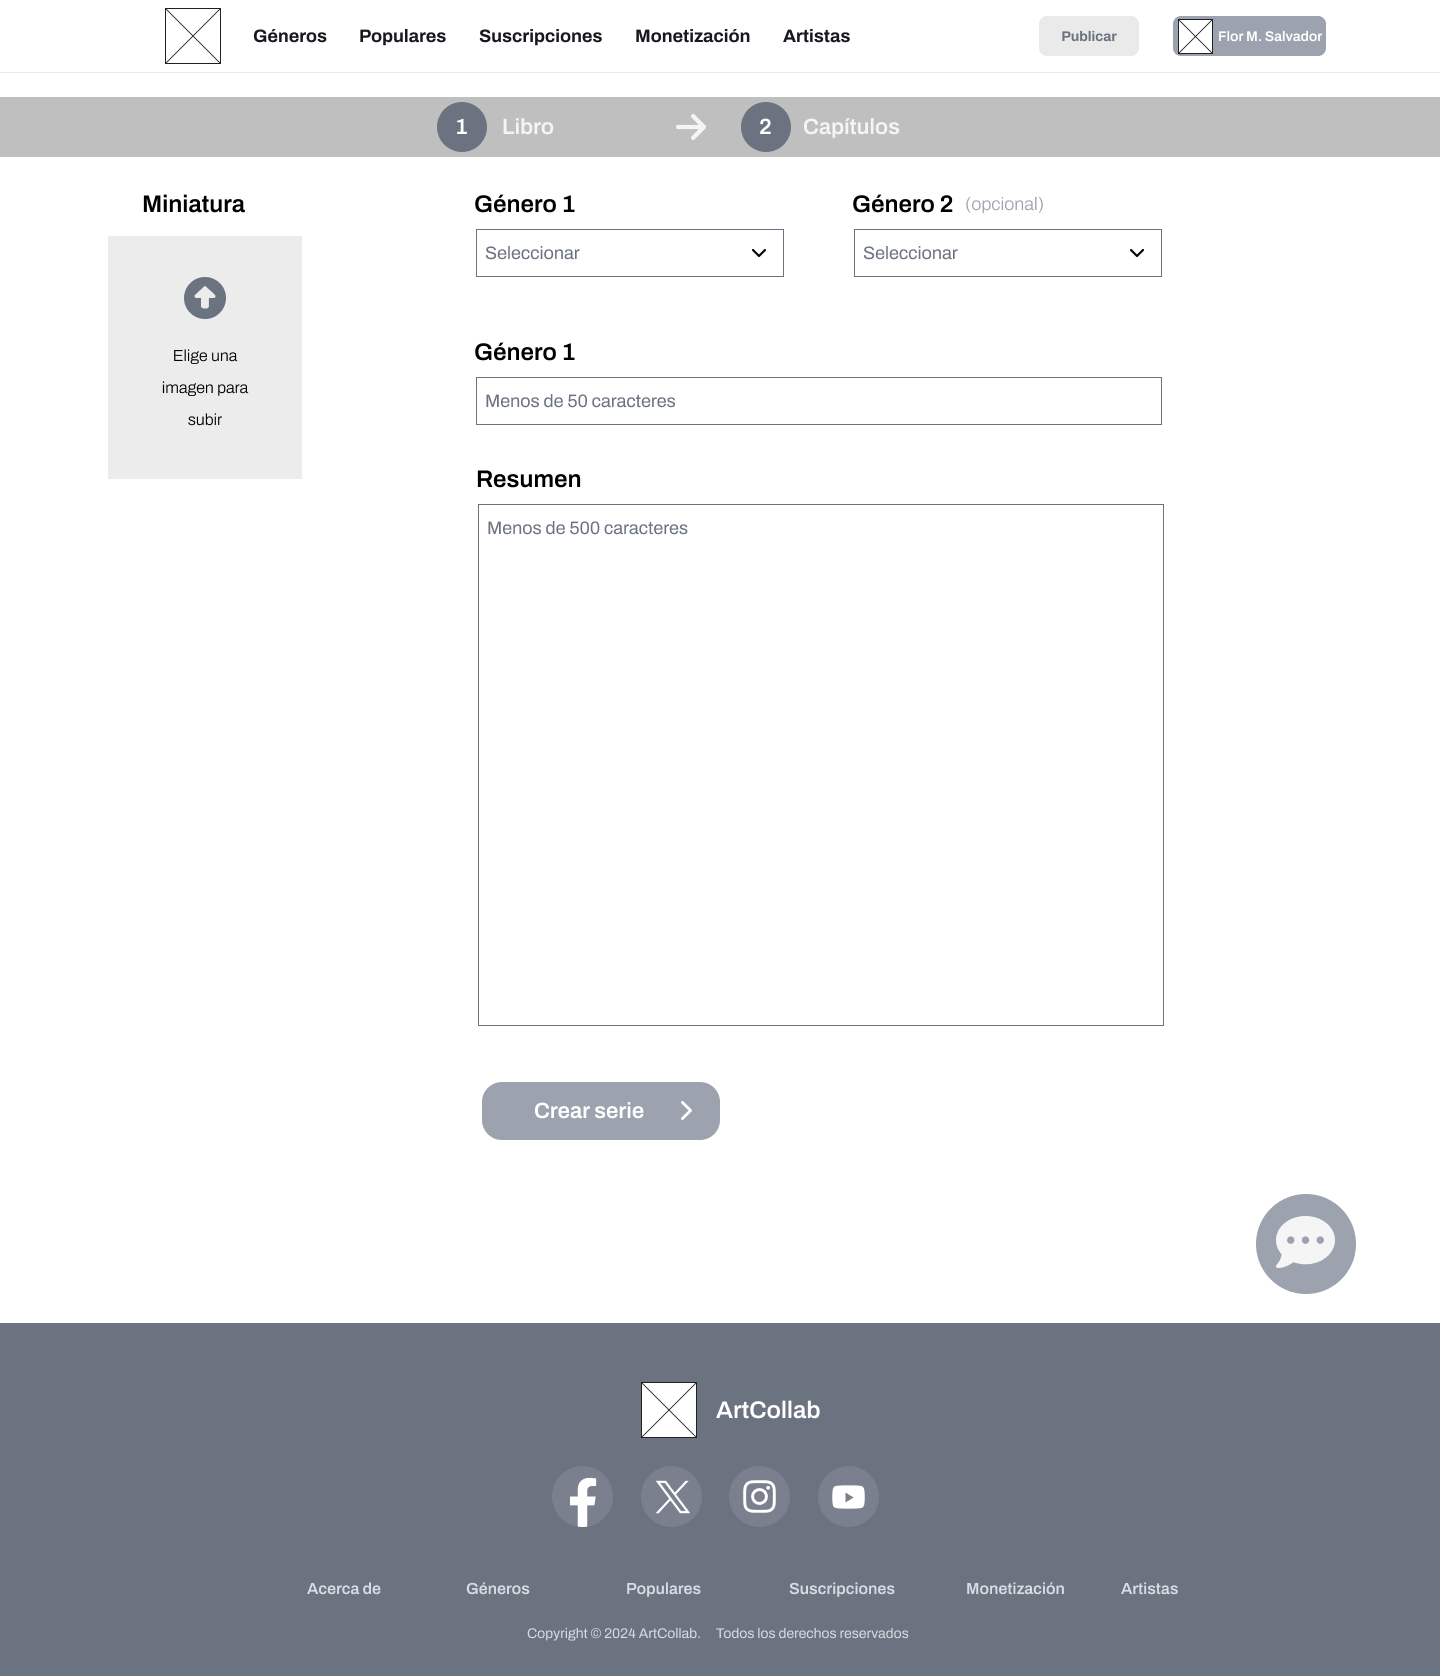 Géneros Populares Suscripciones Monetización Artistas Publicar Flor M. Salvador
1 Libro 2 Capítulos
Miniatura
Elige una
imagen para
subir
Género 1 Género 2 (opcional)
Seleccionar Seleccionar
Género 1
Menos de 50 caracteres
Resumen
Menos de 500 caracteres
Crear serie
ArtCollab
Acerca de Géneros Populares Suscripciones Monetización Artistas
Copyright © 2024 ArtCollab. Todos los derechos reservados